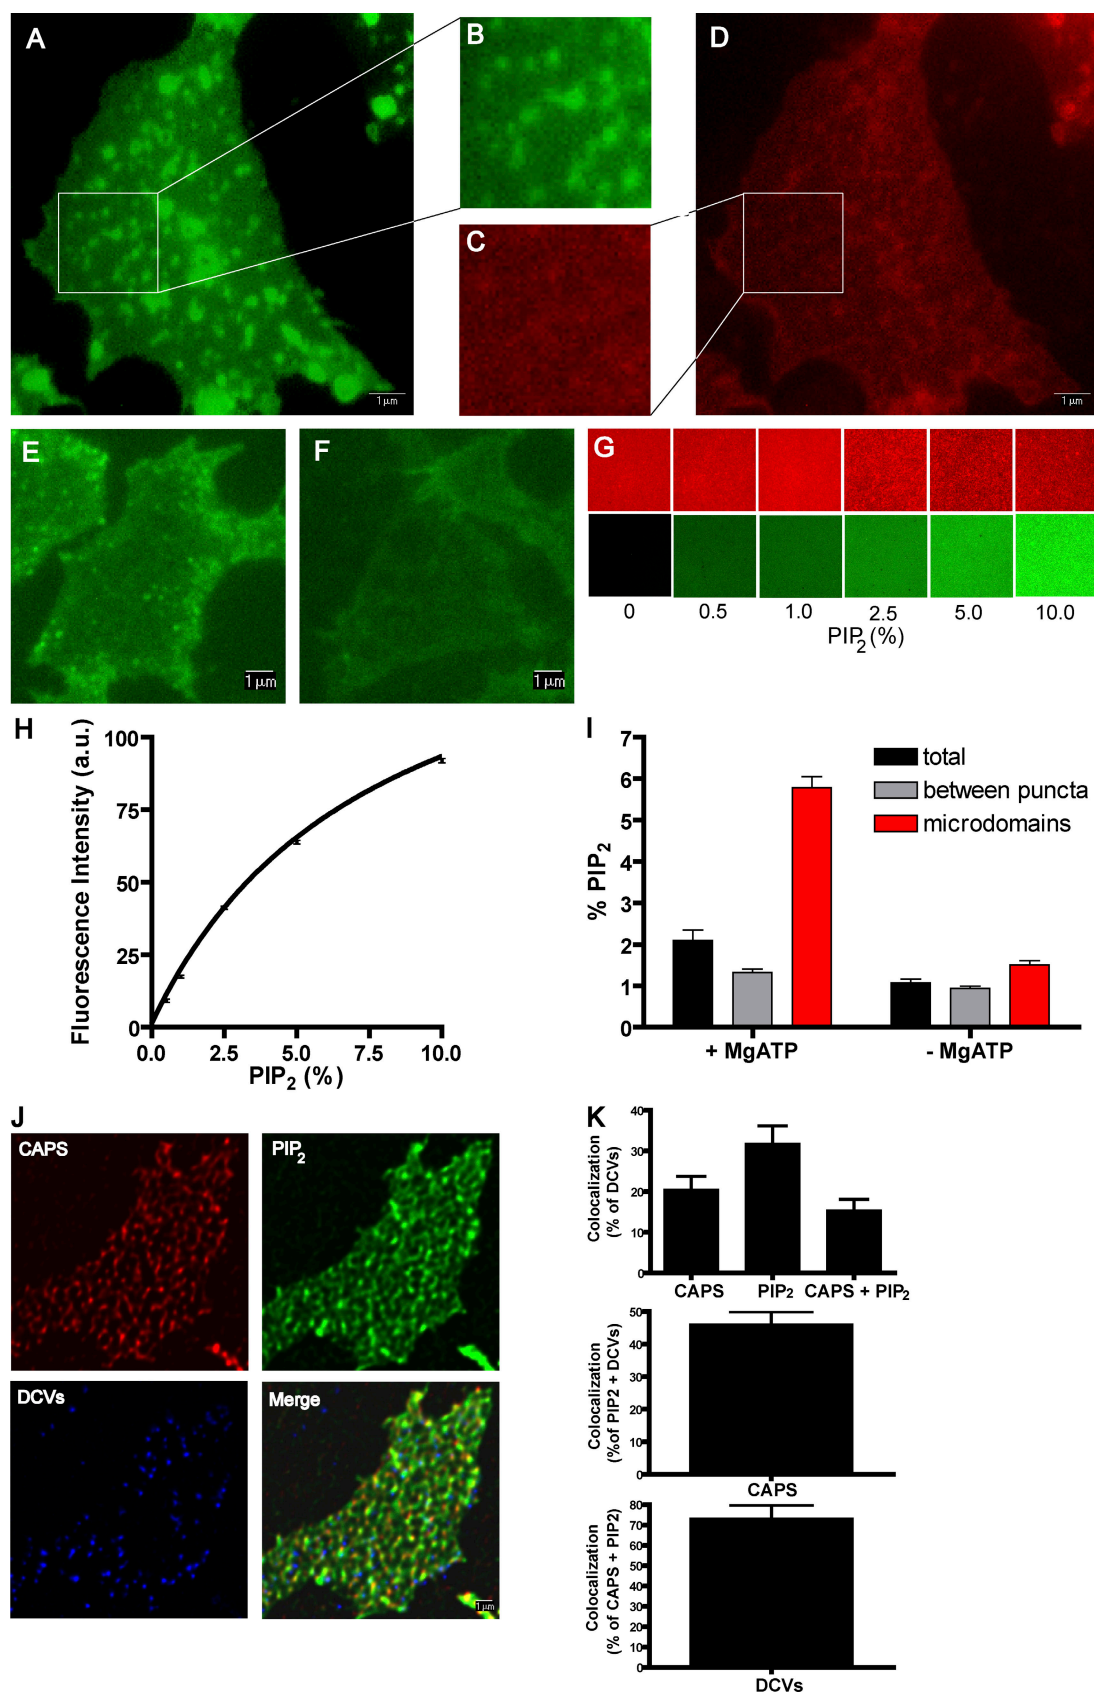 A
B
C
D
1 μm
1 μm
E
F
G
1 μm
1 μm
0 0.5 1.0 2.5 5.0 10.0
PIP2 (%)
H
Fluorescence Intensity (a.u.)
100
75
50
25
0
0.0 2.5 5.0 7.5 10.0
PIP2 (%)
I
% PIP2
7
6
5
4
3
2
1
0
total
between puncta
microdomains
+ MgATP - MgATP
J
CAPS
PIP2
DCVs
Merge
1 μm
K
Colocalization
(% of DCVs)
40
30
20
10
0
CAPS PIP2 CAPS + PIP2
Colocalization
(%of PIP2 + DCVs)
50
40
30
20
10
0
CAPS
Colocalization
(% of CAPS + PIP2)
80
70
60
50
40
30
20
10
0
DCVs